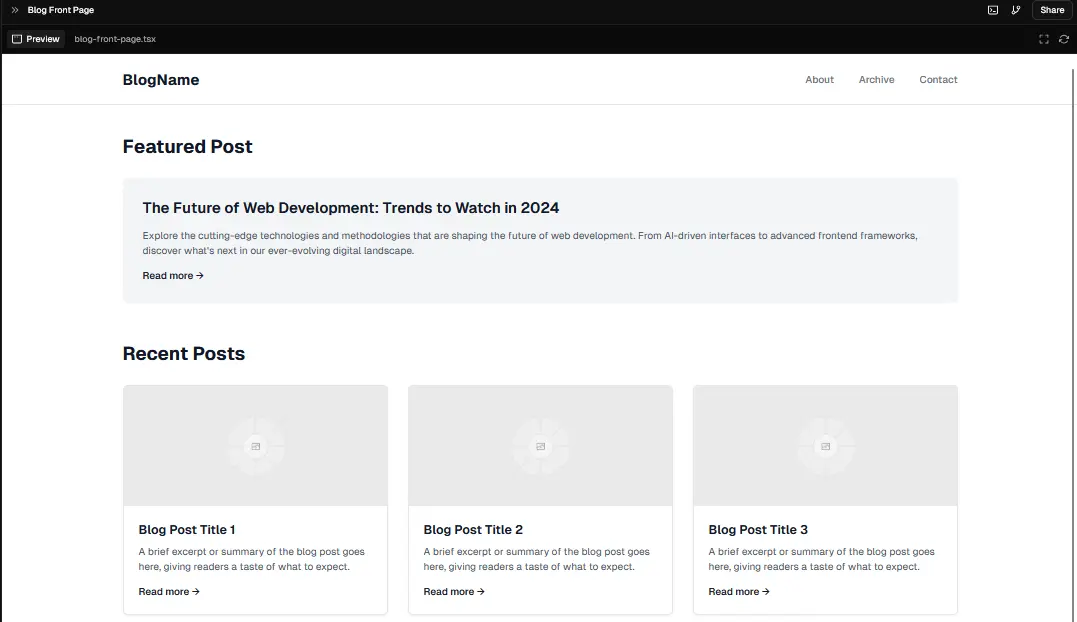 Blog Front Page
Share
Preview blog-front-page.tsx
BlogName
About Archive Contact
Featured Post
The Future of Web Development: Trends to Watch in 2024
Explore the cutting-edge technologies and methodologies that are shaping the future of web development. From AI-driven interfaces to advanced frontend frameworks,
discover what's next in our ever-evolving digital landscape.
Read more →
Recent Posts
Blog Post Title 1
A brief excerpt or summary of the blog post goes
here, giving readers a taste of what to expect.
Read more →
Blog Post Title 2
A brief excerpt or summary of the blog post goes
here, giving readers a taste of what to expect.
Read more →
Blog Post Title 3
A brief excerpt or summary of the blog post goes
here, giving readers a taste of what to expect.
Read more →